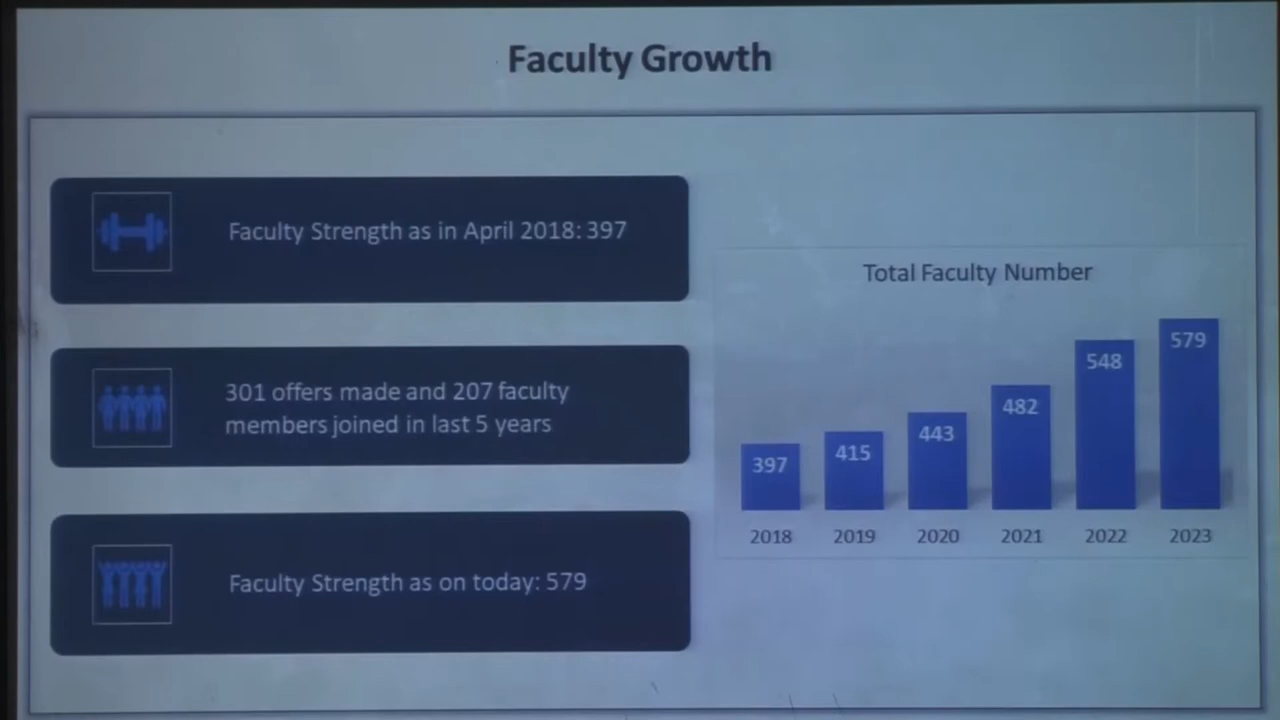 Faculty Growth
Faculty Strength as in April 2018: 397
301 offers made and 207 faculty
members joined in last 5 years
Faculty Strength as on today: 579
Total Faculty Number
397
415
443
482
548
579
2018
2019
2020
2021
2022
2023